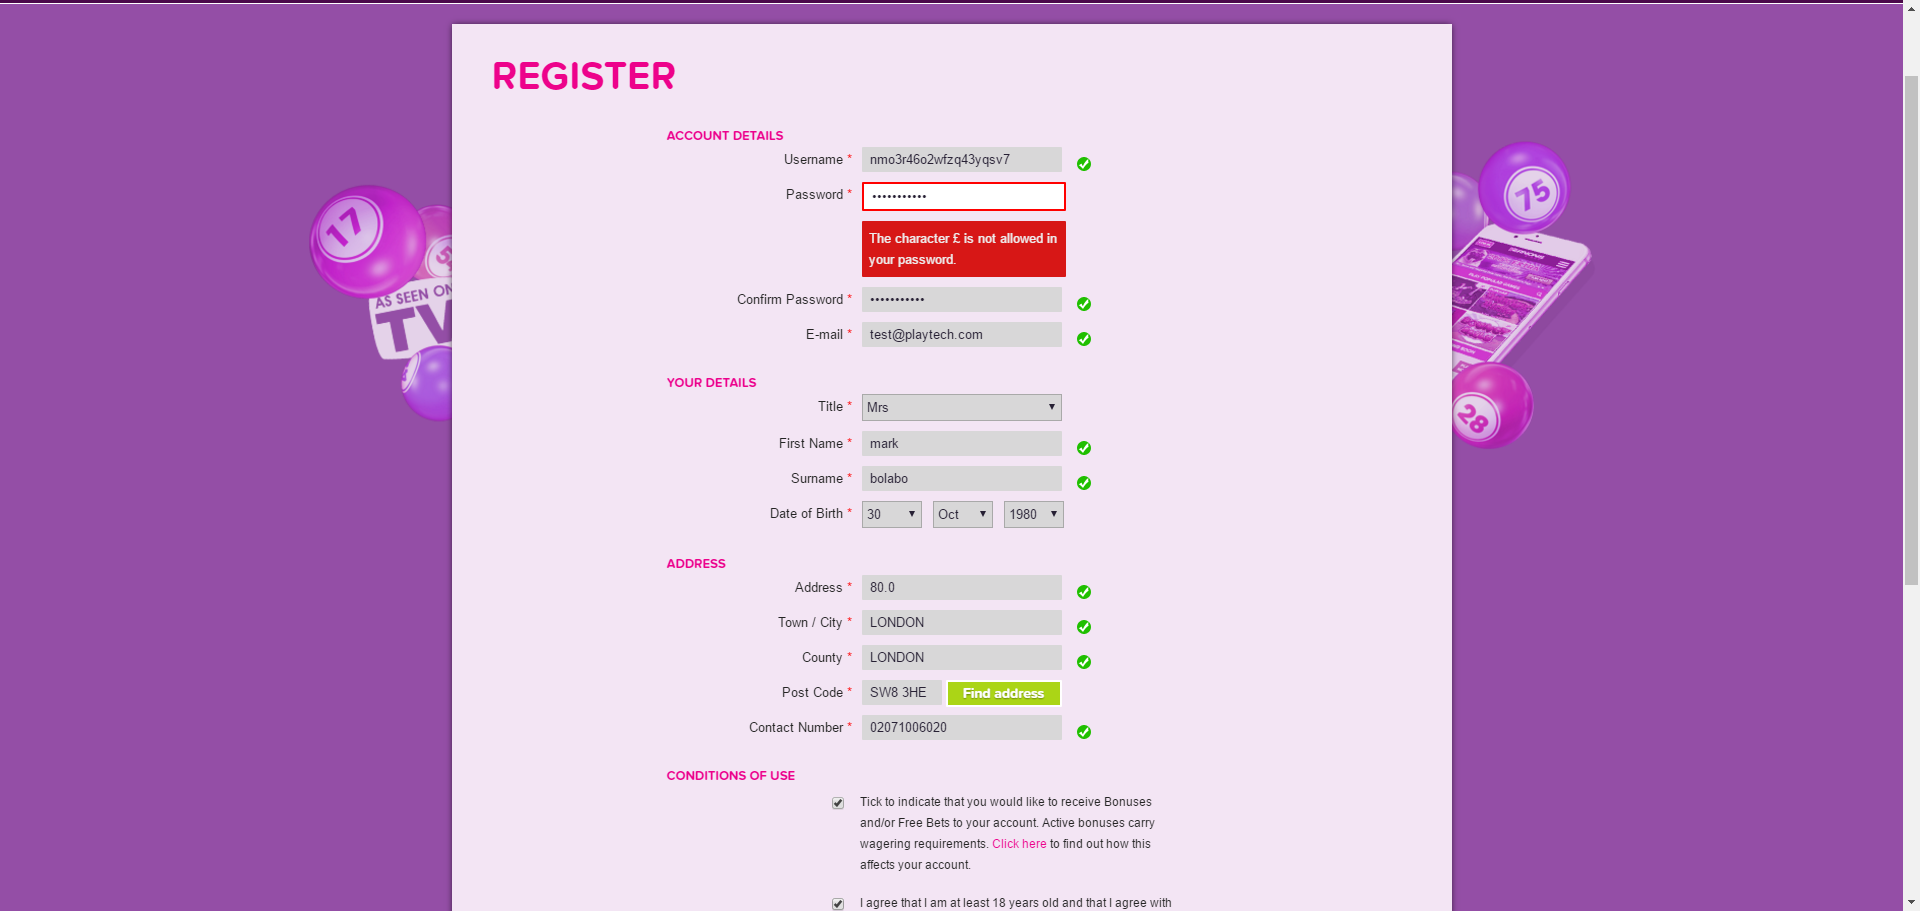 REGISTER
ACCOUNT DETAILS
Username * nmo3r46o2wfzq43yqsv7
Password * •••••••••••
The character £ is not allowed in
your password.
Confirm Password * •••••••••••
E-mail * test@playtech.com
YOUR DETAILS
Title * Mrs
First Name * mark
Surname * bolabo
Date of Birth * 30 Oct 1980
ADDRESS
Address * 80.0
Town / City * LONDON
County * LONDON
Post Code * SW8 3HE Find address
Contact Number * 02071006020
CONDITIONS OF USE
Tick to indicate that you would like to receive Bonuses
and/or Free Bets to your account. Active bonuses carry
wagering requirements. Click here to find out how this
affects your account.
I agree that I am at least 18 years old and that I agree with
17
AS SEEN ON
TV
75
28